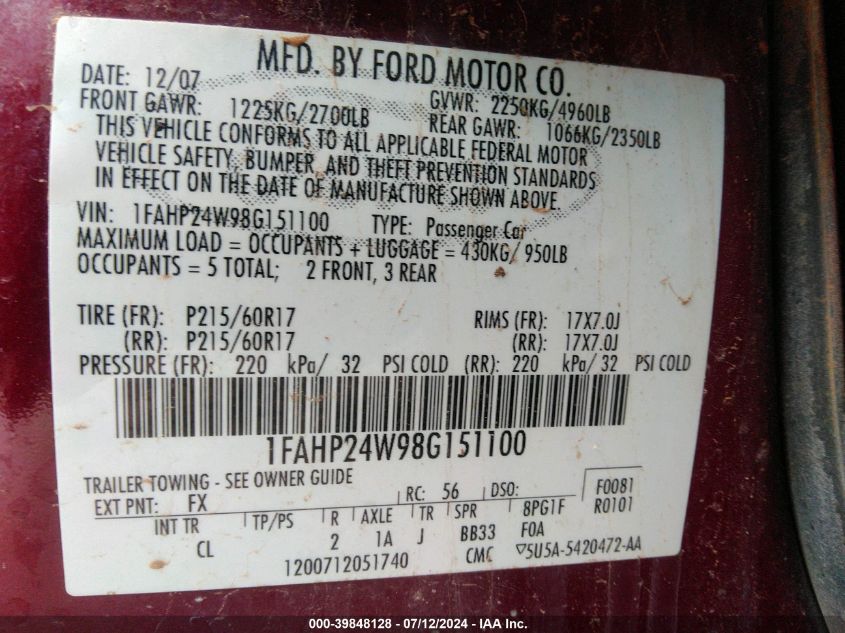 MFD. BY FORD MOTOR CO.
DATE: 12/07 GVWR: 2250KG/4960LB
FRONT GAWR: 1225KG/2700LB REAR GAWR: 1066KG/2350LB
THIS VEHICLE CONFORMS TO ALL APPLICABLE FEDERAL MOTOR
VEHICLE SAFETY, BUMPER, AND THEFT PREVENTION STANDARDS
IN EFFECT ON THE DATE OF MANUFACTURE SHOWN ABOVE.
VIN: 1FAHP24W98G151100 TYPE: Passenger Car
MAXIMUM LOAD = OCCUPANTS + LUGGAGE = 430KG/ 950LB
OCCUPANTS = 5 TOTAL; 2 FRONT, 3 REAR
TIRE (FR): P215/60R17 RIMS (FR): 17X7.0J
(RR): P215/60R17 (RR): 17X7.0J
PRESSURE (FR): 220 kPa/ 32 PSI COLD (RR): 220 kPa/ 32 PSI COLD
1FAHP24W98G151100
TRAILER TOWING - SEE OWNER GUIDE
EXT PNT: FX RC: 56 DSO: F0081
INT TR TP/PS R AXLE TR SPR 8PG1F R0101
CL 2 1A J BB33 F0A
1200712051740 CMC ▽5U5A-5420472-AA
000-39848128 - 07/12/2024 - IAA Inc.